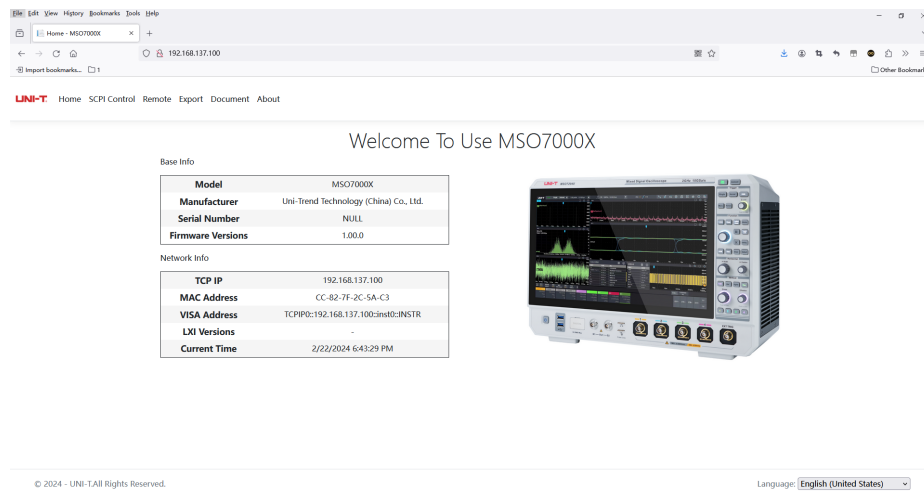 File Edit View History Bookmarks Tools Help
Home - MSO7000X
192.168.137.100
Import bookmarks... 1
Other Bookmark
UNI-T Home SCPI Control Remote Export Document About
Welcome To Use MSO7000X
Base Info
Model MSO7000X
Manufacturer Uni-Trend Technology (China) Co., Ltd.
Serial Number NULL
Firmware Versions 1.00.0
Network Info
TCP IP 192.168.137.100
MAC Address CC-82-7F-2C-5A-C3
VISA Address TCPIP0::192.168.137.100::inst0::INSTR
LXI Versions -
Current Time 2/22/2024 6:43:29 PM
UNI-T
© 2024 - UNI-T.All Rights Reserved.
Language: English (United States)